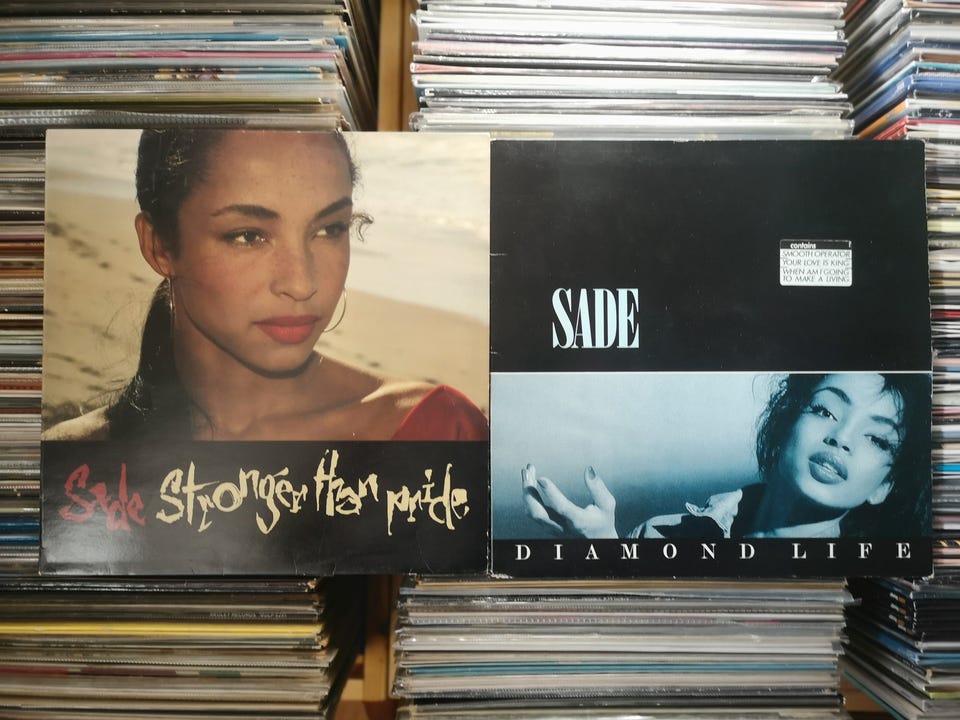 Sade Stronger than pride
contains
SMOOTH OPERATOR
YOUR LOVE IS KING
WHEN AM I GOING
TO MAKE A LIVING
SADE
DIAMOND LIFE